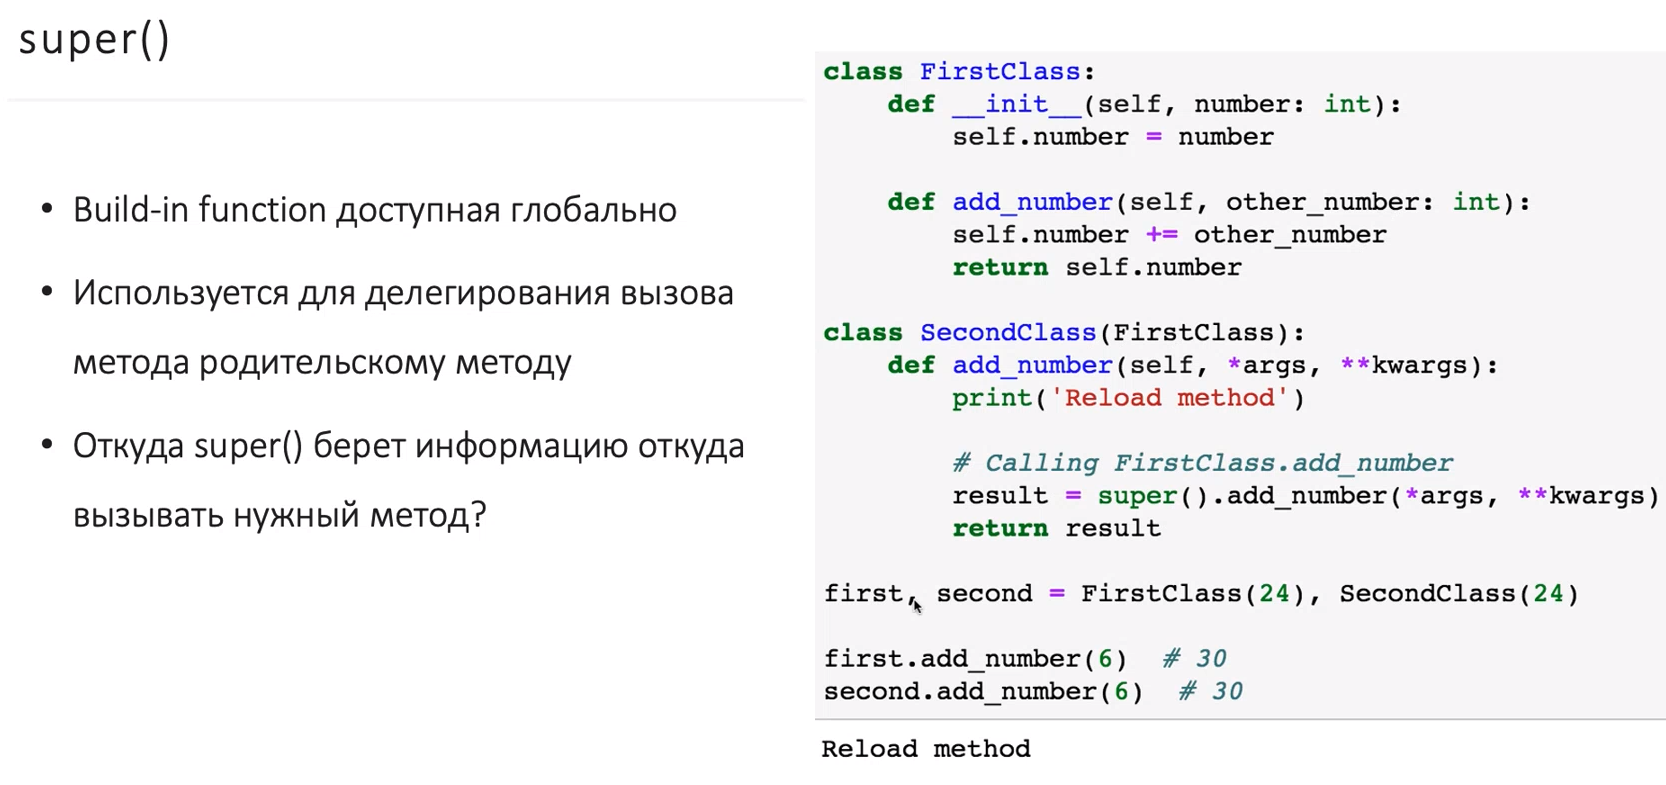 super()
• Build-in function доступная глобально
• Используется для делегирования вызова
метода родительскому методу
• Откуда super() берет информацию откуда
вызывать нужный метод?
class FirstClass:
    def __init__(self, number: int):
        self.number = number

    def add_number(self, other_number: int):
        self.number += other_number
        return self.number

class SecondClass(FirstClass):
    def add_number(self, *args, **kwargs):
        print('Reload method')

        # Calling FirstClass.add_number
        result = super().add_number(*args, **kwargs)
        return result

first, second = FirstClass(24), SecondClass(24)

first.add_number(6)  # 30
second.add_number(6)  # 30
Reload method